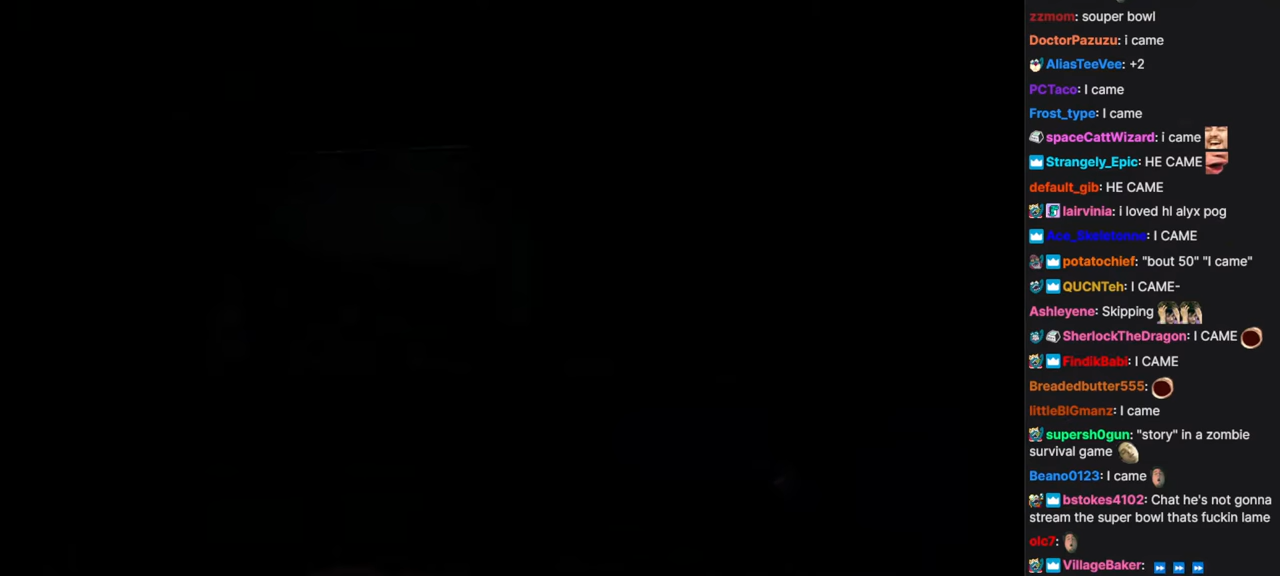 zzmom: souper bowl
DoctorPazuzu: i came
AliasTeeVee: +2
PCTaco: I came
Frost_type: I came
spaceCattWizard: i came
Strangely_Epic: HE CAME
default_gib: HE CAME
lairvinia: i loved hl alyx pog
Ace_Skeletonne: I CAME
potatochief: "bout 50" "I came"
QUCNTeh: I CAME-
Ashleyene: Skipping
SherlockTheDragon: I CAME
FindikBabi: I CAME
Breadedbutter555:
littleBIGmanz: I came
supersh0gun: "story" in a zombie
survival game
Beano0123: I came
bstokes4102: Chat he's not gonna
stream the super bowl thats fuckin lame
olc7:
VillageBaker: